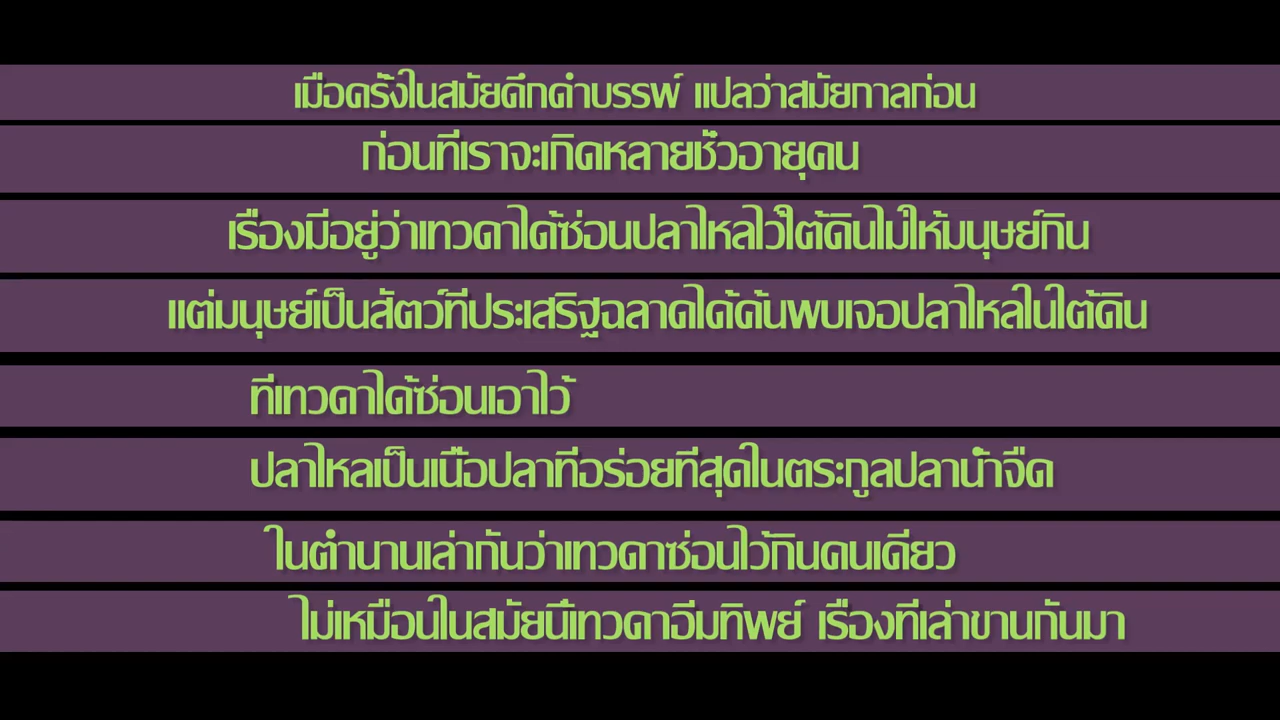 เมื่อครั้งในสมัยดึกดำบรรพ์ แปลว่าสมัยกาลก่อน
ก่อนที่เราจะเกิดหลายชั่วอายุคน
เรื่องมีอยู่ว่าเทวดาได้ซ่อนปลาไหลไว้ใต้ดินไม่ให้มนุษย์กิน
แต่มนุษย์เป็นสัตว์ที่ประเสริฐฉลาดได้ค้นพบเจอปลาไหลในใต้ดิน
ที่เทวดาได้ซ่อนเอาไว้
ปลาไหลเป็นเนื้อปลาที่อร่อยที่สุดในตระกูลปลาน้ำจืด
ในตำนานเล่ากันว่าเทวดาซ่อนไว้กินคนเดียว
ไม่เหมือนในสมัยนี้เทวดาอิ่มทิพย์ เรื่องที่เล่าขานกันมา